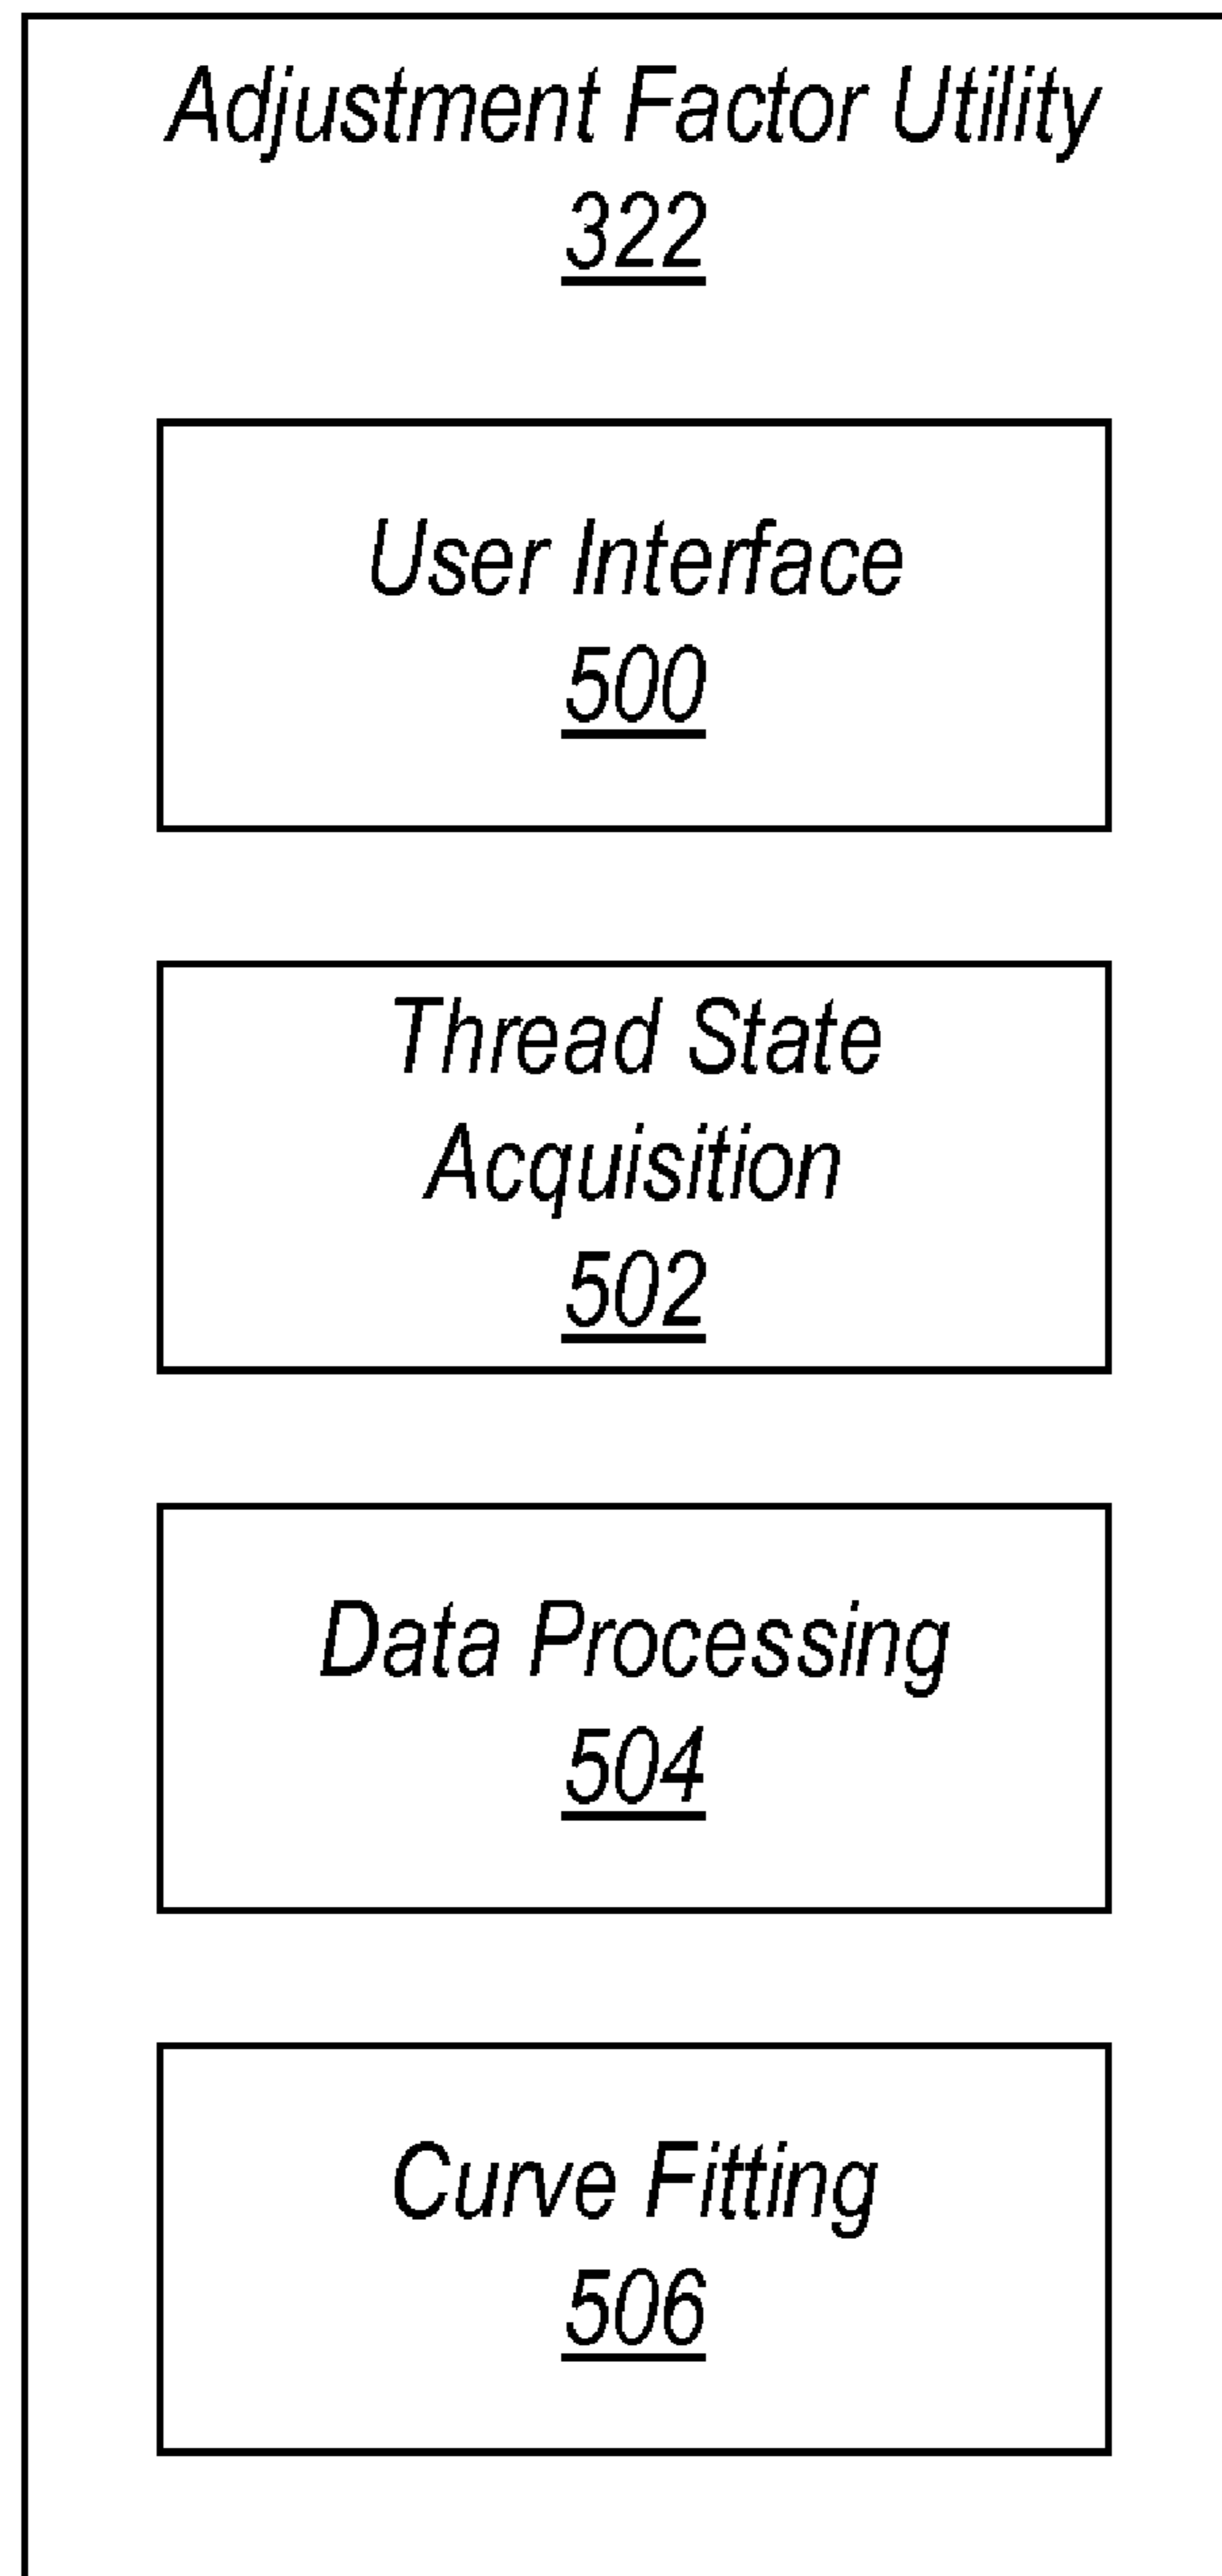 Adjustment Factor Utility
322
User Interface
500
Thread State
Acquisition
502
Data Processing
504
Curve Fitting
506